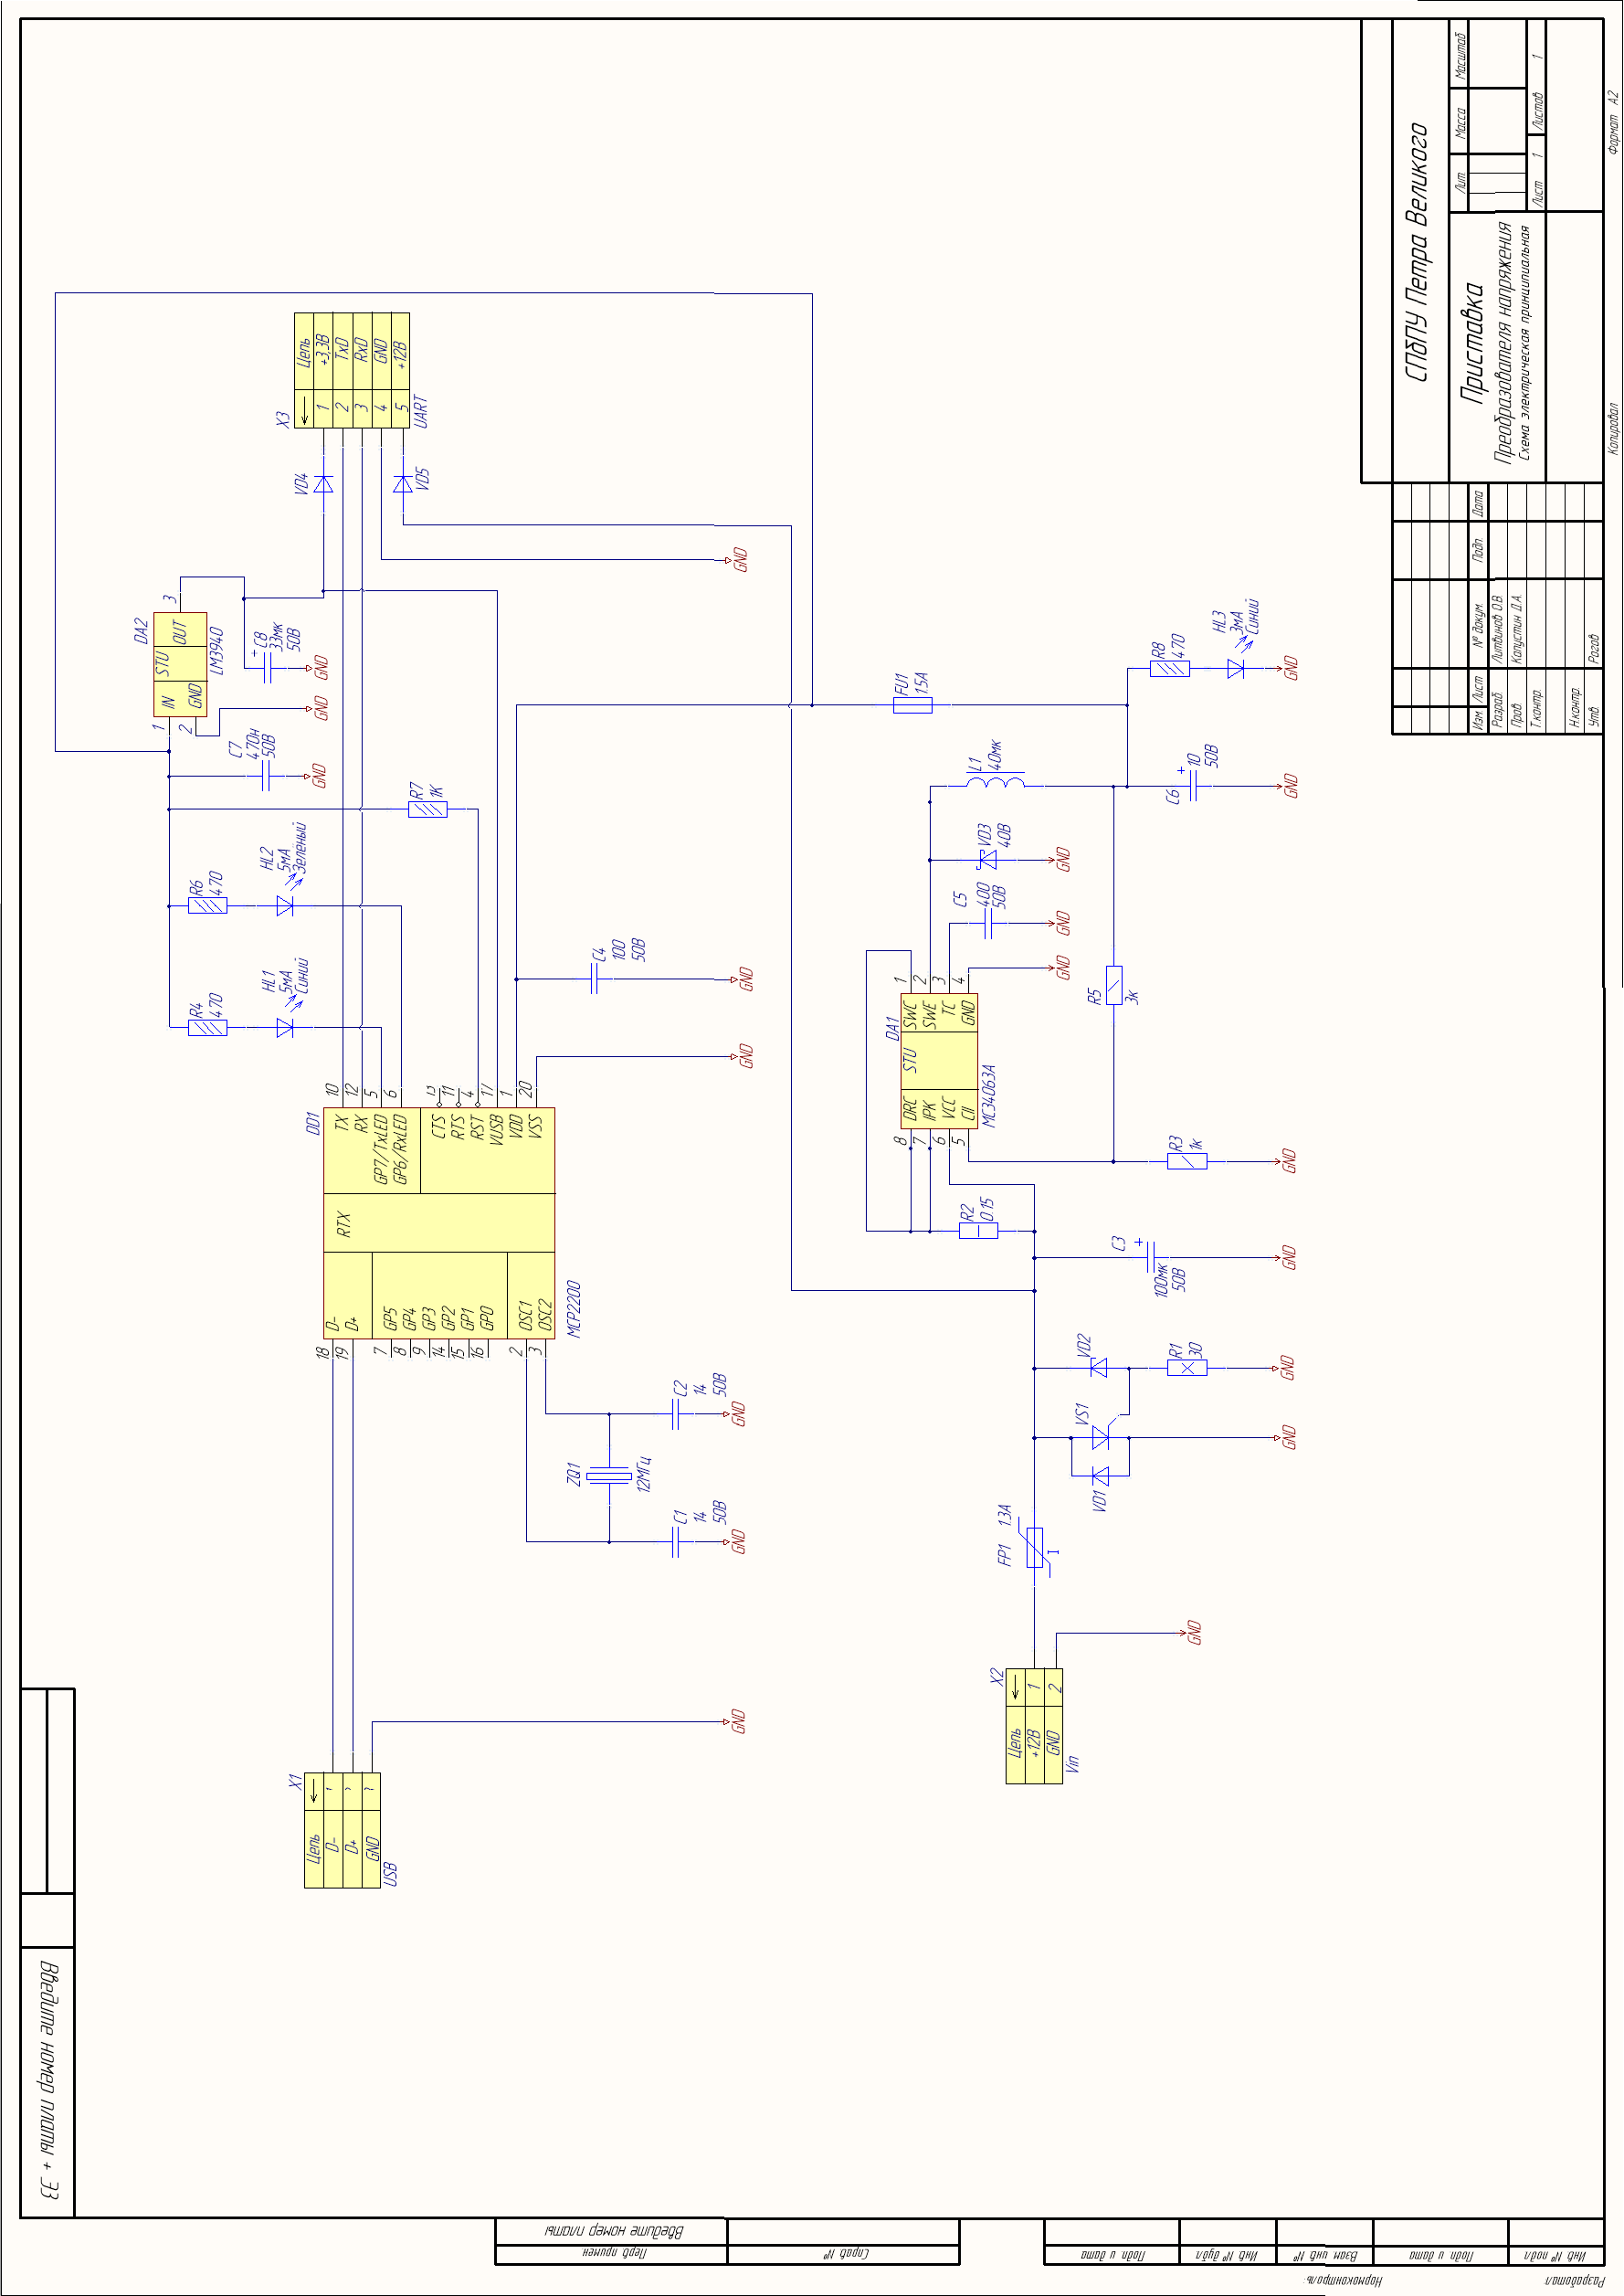 X1
Цепь
D-
D+
GND
USB
GND
18
19
7
8
9
14
15
16
2
3
DD1
RTX
D-
D+
GP5
GP4
GP3
GP2
GP1
GP0
OSC1
OSC2
TX
RX
GP7/TxLED
GP6/RxLED
CTS
RTS
RST
VUSB
VDD
VSS
MCP2200
10
12
5
6
11
4
17
1
20
ZQ1
12МГц
C1
14
50В
GND
C2
14
50В
GND
R4
470
HL1
5мА
Синий
R6
470
HL2
5мА
Зелёный
R7
1К
C4
100
50В
GND
GND
C7
470н
50В
GND
DA2
STU
IN
GND
OUT
LM3940
1
2
3
GND
C8
+
33мк
50В
GND
VD4
VD5
GND
X3
Цепь
1 +3,3В
2 TxD
3 RxD
4 GND
5 +12В
UART
X2
Цепь
+12В 1
GND 2
Vin
GND
FP1 1.3А
I
VD1
VS1
GND
VD2
R1
30
GND
C3
+
100мк
50В
GND
R2
0.15
R3
1к
GND
DA1
STU
DRC
IPK
VCC
CII
SWC
SWE
TC
GND
MC34063A
8
7
6
5
1
2
3
4
GND
C5
400
50В
GND
VD3
40В
GND
R5
3к
L1
40мк
C6
+
10
50В
GND
FU1
1.5А
R8
470
HL3
3мА
Синий
GND
Введите номер платы + Э3
Введите номер платы
Перв. примен.
Справ. №
Подп. и дата
Инв. № дубл.
Взам. инв. №
Подп. и дата
Инв. № подл.
Нормоконтроль:
Разработал:
СПбПУ Петра Великого
Приставка
Преобразователя напряжения
Схема электрическая принципиальная
Лит.
Масса
Масштаб
Лист 1
Листов 1
Изм.
Лист
№ докум.
Подп.
Дата
Разраб.
Литвинов О.В.
Пров.
Капустин Д.А.
Т.контр.
Н.контр.
Утв.
Рагов
Копировал
Формат А2